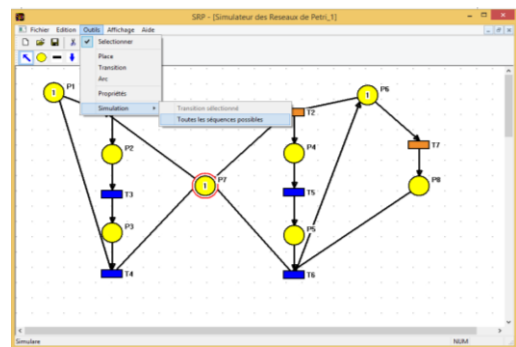 SRP - [Simulateur des Reseaux de Petri_1]
Fichier Edition Outils Affichage Aide
Sélectionner
Place
Transition
Arc
Propriétés
Simulation
Transition sélectionné
Toutes les séquences possibles
P1
1
P6
1
T2
T7
P2
P4
P7
1
P8
T3
T5
P3
P5
T4
T6
Simulare
NUM